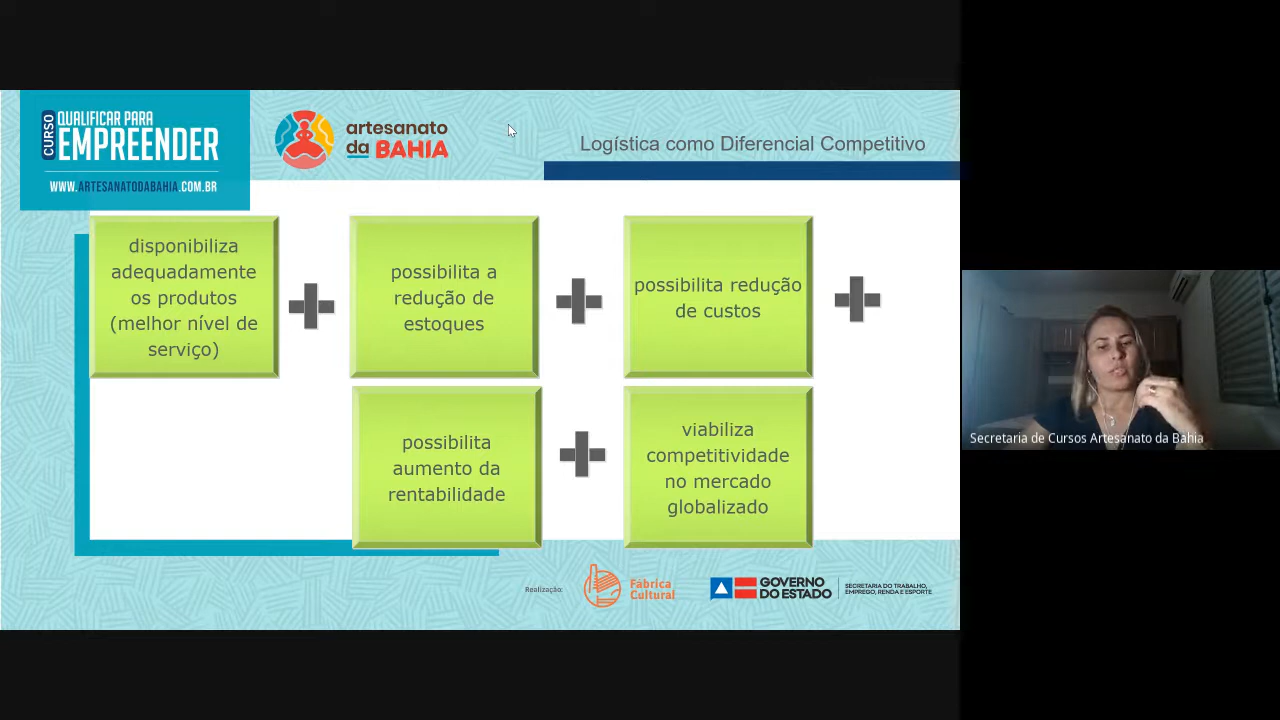 CURSO
QUALIFICAR PARA
EMPREENDER
WWW.ARTESANATODABAHIA.COM.BR
artesanato
da BAHIA
Logística como Diferencial Competitivo
disponibiliza
adequadamente
os produtos
(melhor nível de
serviço)
possibilita a
redução de
estoques
possibilita redução
de custos
possibilita
aumento da
rentabilidade
viabiliza
competitividade
no mercado
globalizado
Secretaria de Cursos Artesanato da Bahia
Realização:
Fábrica
Cultural
GOVERNO
DO ESTADO
SECRETARIA DO TRABALHO,
EMPREGO, RENDA E ESPORTE